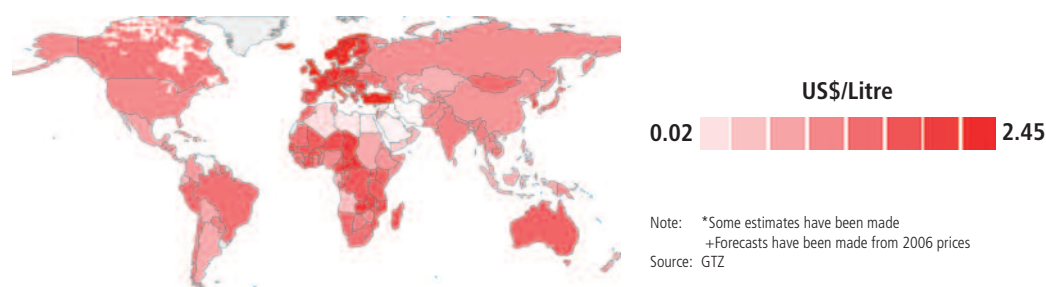 US$/Litre
0.02 2.45
Note: *Some estimates have been made
+Forecasts have been made from 2006 prices
Source: GTZ